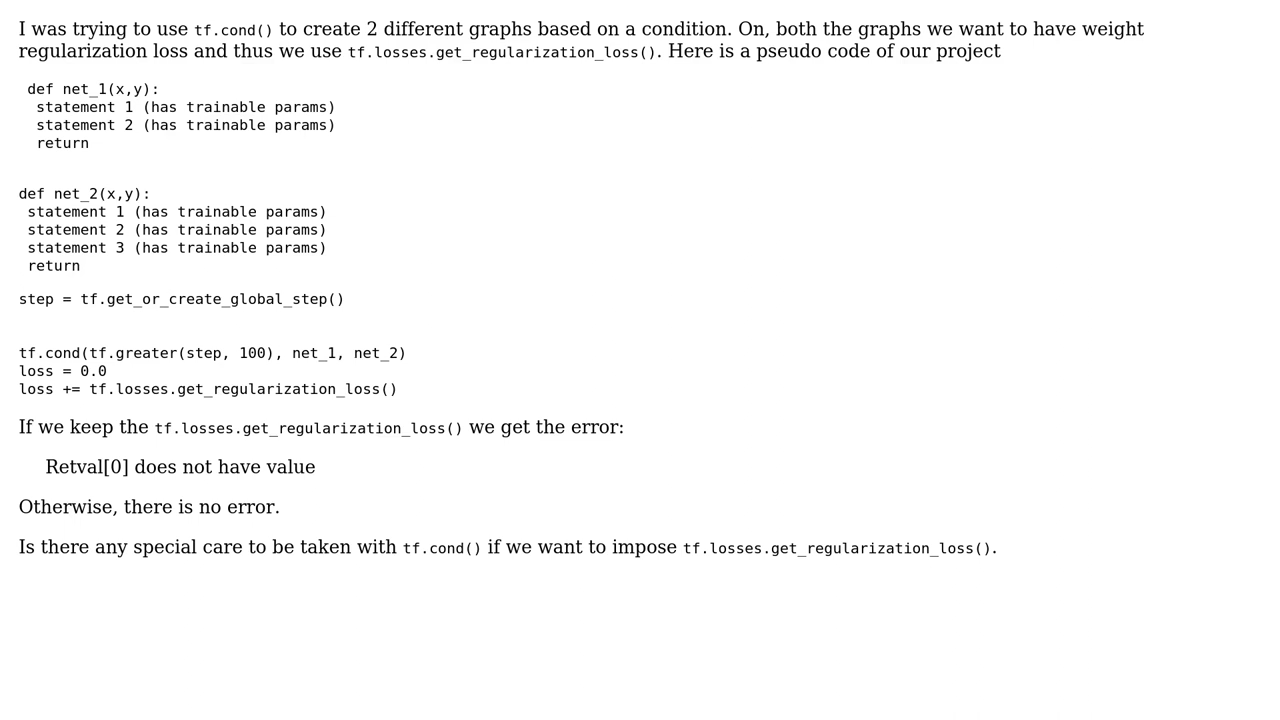 I was trying to use tf.cond() to create 2 different graphs based on a condition. On, both the graphs we want to have weight
regularization loss and thus we use tf.losses.get_regularization_loss(). Here is a pseudo code of our project
def net_1(x,y):
statement 1 (has trainable params)
statement 2 (has trainable params)
return
def net_2(x,y):
statement 1 (has trainable params)
statement 2 (has trainable params)
statement 3 (has trainable params)
return
step = tf.get_or_create_global_step()
tf.cond(tf.greater(step, 100), net_1, net_2)
loss = 0.0
loss += tf.losses.get_regularization_loss()
If we keep the tf.losses.get_regularization_loss() we get the error:
Retval[0] does not have value
Otherwise, there is no error.
Is there any special care to be taken with tf.cond() if we want to impose tf.losses.get_regularization_loss().